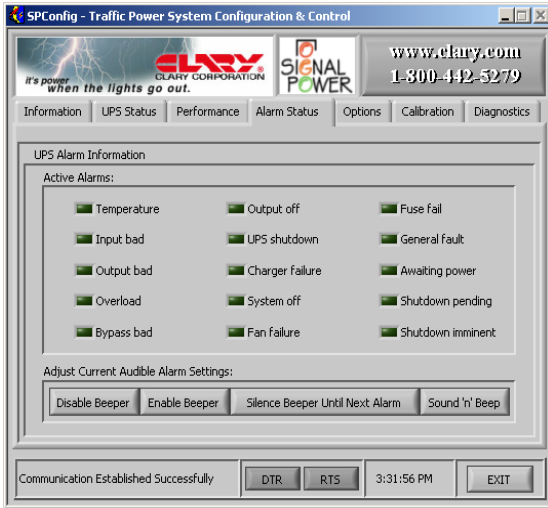 SPConfig - Traffic Power System Configuration & Control
it's power
when the lights go out.
CLARY
CLARY CORPORATION
SIGNAL
POWER
www.clary.com
1-800-442-5279
Information UPS Status Performance Alarm Status Options Calibration Diagnostics
UPS Alarm Information
Active Alarms:
Temperature Output off Fuse fail
Input bad UPS shutdown General fault
Output bad Charger failure Awaiting power
Overload System off Shutdown pending
Bypass bad Fan failure Shutdown imminent
Adjust Current Audible Alarm Settings:
Disable Beeper Enable Beeper Silence Beeper Until Next Alarm Sound 'n' Beep
Communication Established Successfully DTR RTS 3:31:56 PM EXIT